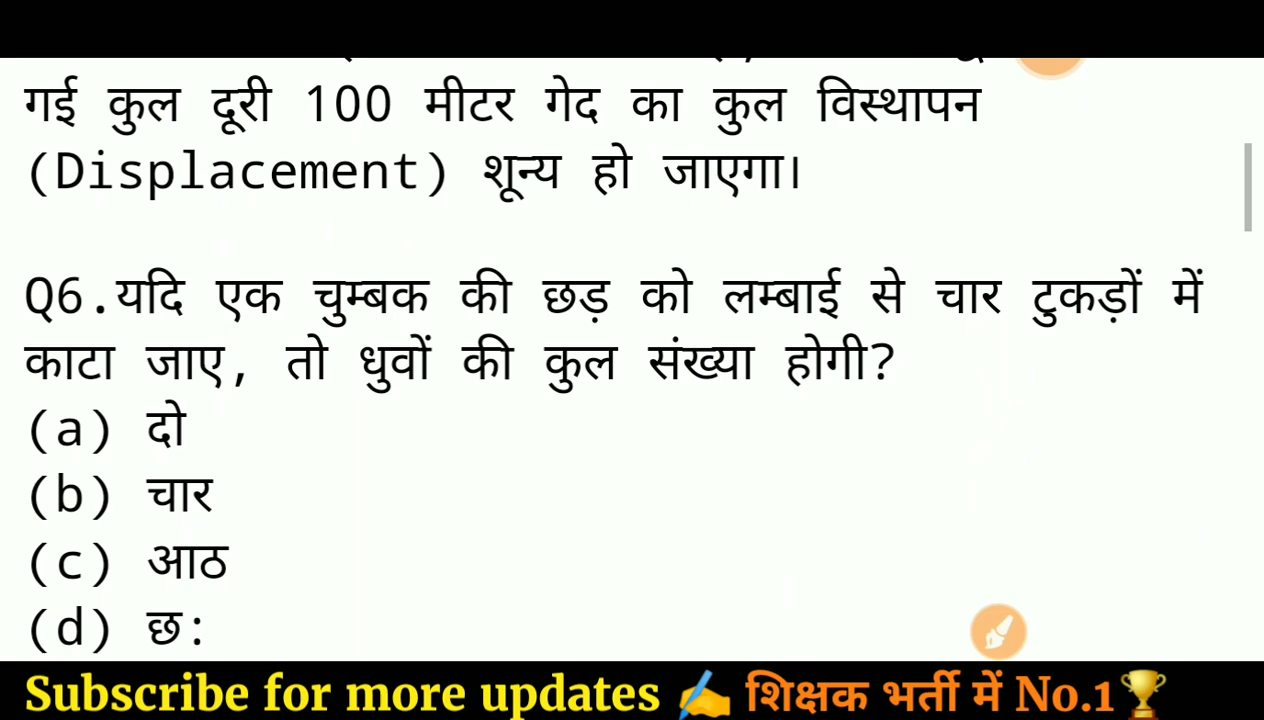 गई कुल दूरी 100 मीटर गेद का कुल विस्थापन
(Displacement) शून्य हो जाएगा।
Q6.यदि एक चुम्बक की छड़ को लम्बाई से चार टुकड़ों में
काटा जाए, तो धुवों की कुल संख्या होगी?
(a) दो
(b) चार
(c) आठ
(d) छ:
Subscribe for more updates ✍️ शिक्षक भर्ती में No.1🏆